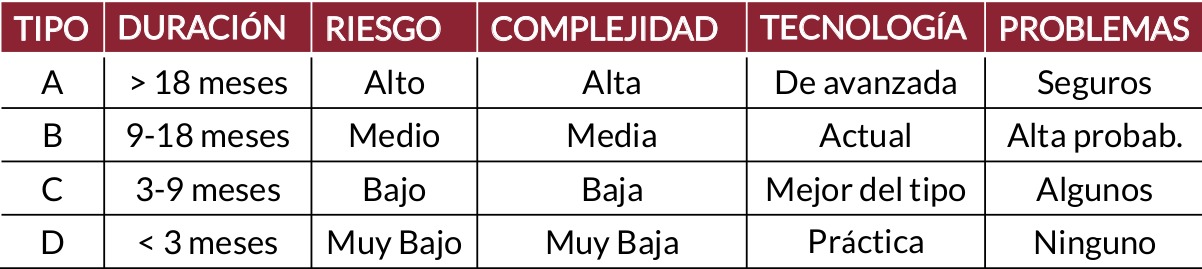 TIPO DURACIÓN RIESGO COMPLEJIDAD TECNOLOGÍA PROBLEMAS
A > 18 meses Alto Alta De avanzada Seguros
B 9-18 meses Medio Media Actual Alta probab.
C 3-9 meses Bajo Baja Mejor del tipo Algunos
D < 3 meses Muy Bajo Muy Baja Práctica Ninguno